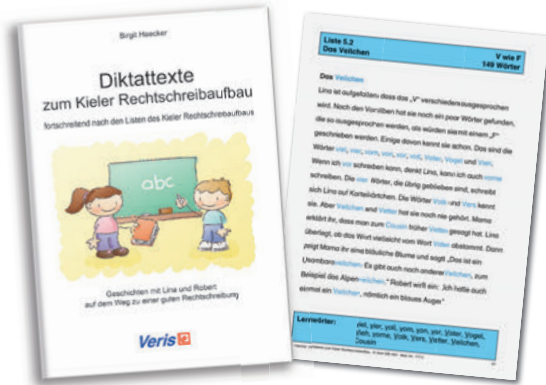 Birgit Haecker
Diktattexte
zum Kieler Rechtschreibaufbau
fortschreitend nach den Listen des Kieler Rechtschreibaufbaus
abc
Geschichten mit Lina und Robert
auf dem Weg zu einer guten Rechtschreibung
Veris
Liste 5.2
Das Veilchen
V wie F
149 Wörter
Das Veilchen
Lina ist aufgefallen, dass das „V“ verschieden ausgesprochen
wird. Nach den Vorsilben hat sie noch ein paar Wörter gefunden,
die so ausgesprochen werden, als würden sie mit einem „F“
geschrieben werden. Einige davon kennt sie schon. Das sind die
Wörter viel, vier, vom, von, vor, voll, Vater, Vogel und Vieh.
Wenn ich vor schreiben kann, denkt Lina, kann ich auch vorne
schreiben. Die vier Wörter, die übrig geblieben sind, schreibt
sich Lina auf Karteikärtchen. Die Wörter Volk und Vers kennt
sie. Aber Veilchen und Vetter hat sie noch nie gehört. Mama
erklärt ihr, dass man zum Cousin früher Vetter gesagt hat. Lina
überlegt, ob das Wort vielleicht vom Wort Vater abstammt. Dann
zeigt Mama ihr eine bläuliche Blume und sagt: „Das ist ein
Usambaraveilchen. Es gibt auch noch andere Veilchen, zum
Beispiel das Alpenveilchen.“ Robert wirft ein: „Ich hatte auch
einmal ein Veilchen, nämlich ein blaues Auge!“
Lernwörter:
viel, vier, voll, vom, von, vor, Vater, Vogel,
Vieh, vorne, Volk, Vers, Vetter, Veilchen,
Cousin